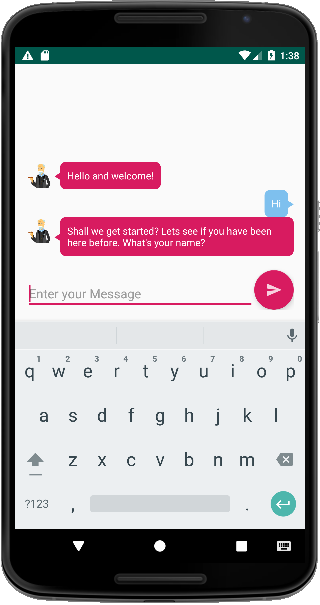 1:38
Hello and welcome!
Hi
Shall we get started? Lets see if you have been
here before. What's your name?
Enter your Message
1 2 3 4 5 6 7 8 9 0
q w e r t y u i o p
a s d f g h j k l
z x c v b n m
?123 , .